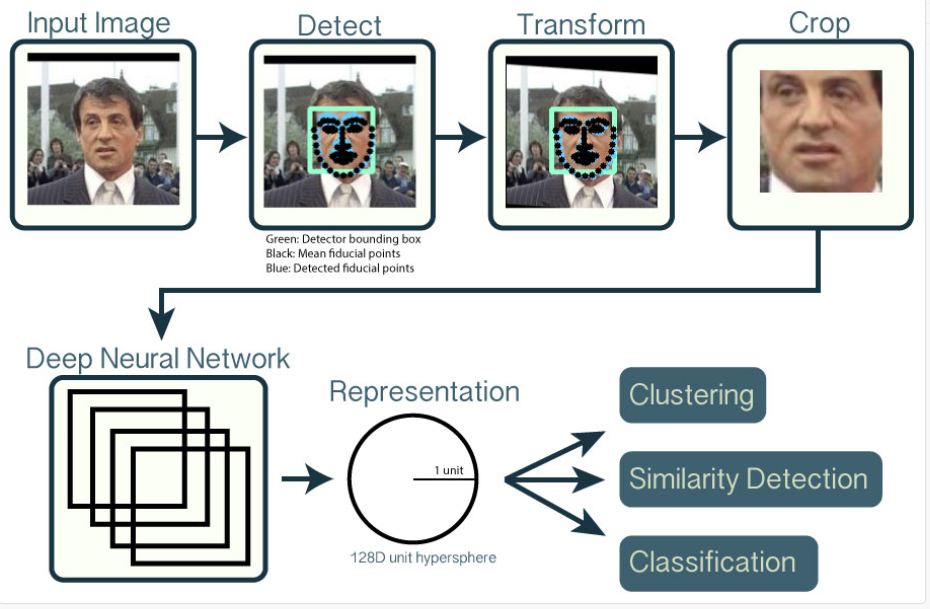 Input Image
Detect
Transform
Crop
Green: Detector bounding box
Black: Mean fiducial points
Blue: Detected fiducial points
Deep Neural Network
Representation
1 unit
128D unit hypersphere
Clustering
Similarity Detection
Classification